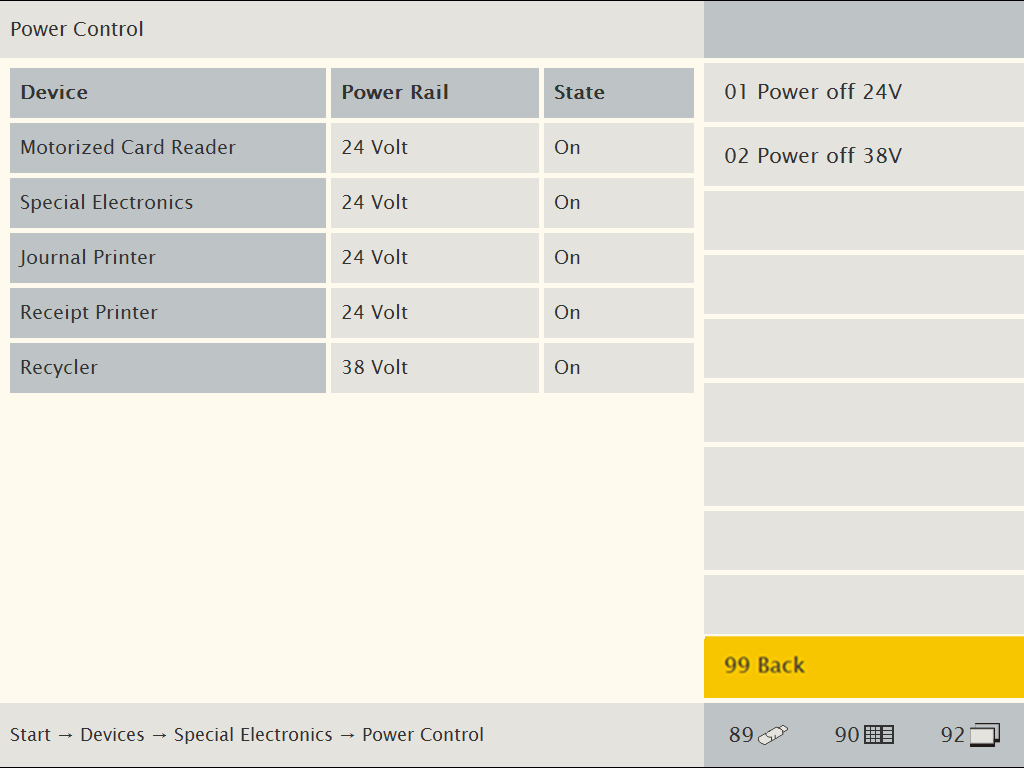 Power Control
Device Power Rail State
Motorized Card Reader 24 Volt On
Special Electronics 24 Volt On
Journal Printer 24 Volt On
Receipt Printer 24 Volt On
Recycler 38 Volt On
01 Power off 24V
02 Power off 38V
99 Back
Start → Devices → Special Electronics → Power Control
89 90 92